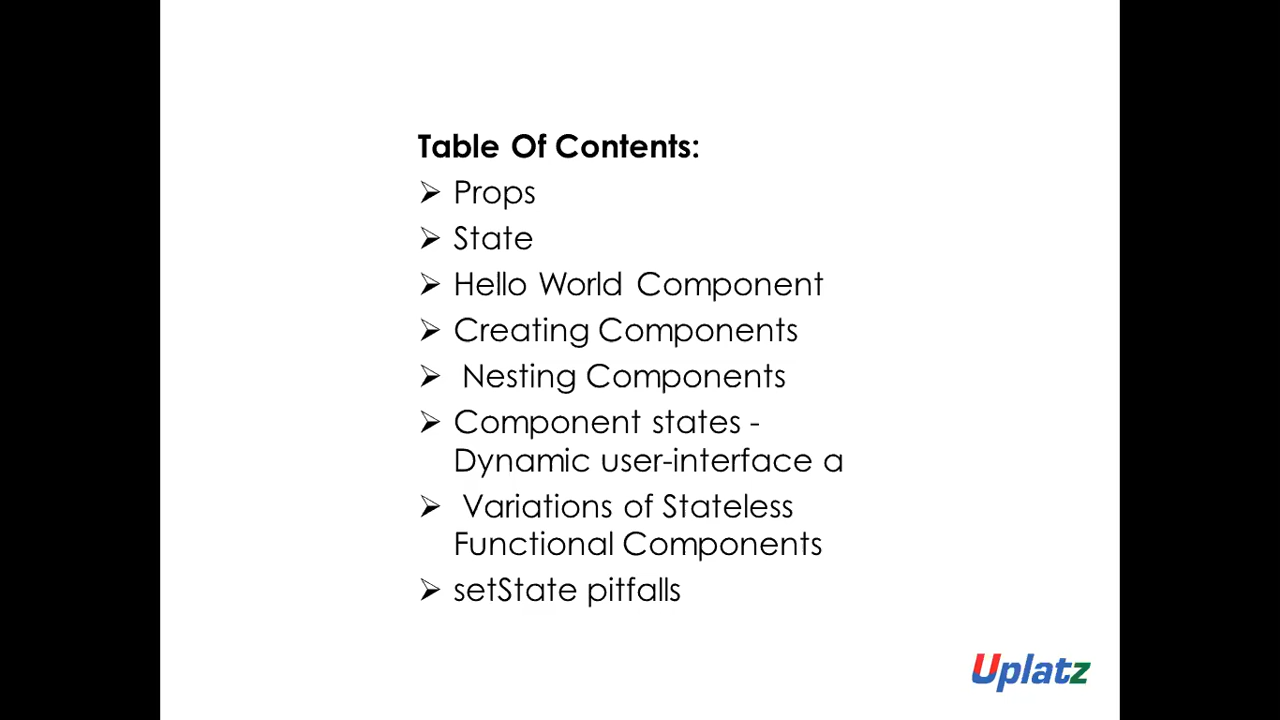 Table Of Contents:
➢ Props
➢ State
➢ Hello World Component
➢ Creating Components
➢ Nesting Components
➢ Component states -
Dynamic user-interface a
➢ Variations of Stateless
Functional Components
➢ setState pitfalls
Uplatz